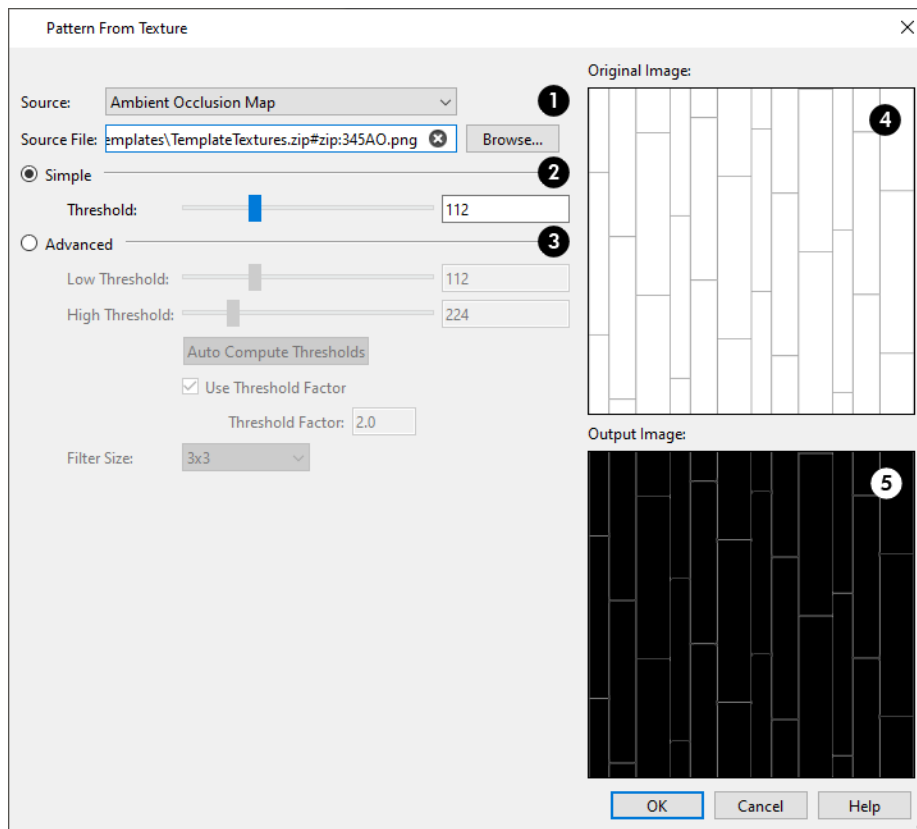 Pattern From Texture
Original Image:
Source: Ambient Occlusion Map 1
Source File: emplates\TemplateTextures.zip#zip:345AO.png Browse...
4
Simple 2
Threshold: 112
Advanced 3
Low Threshold: 112
High Threshold: 224
Auto Compute Thresholds
Use Threshold Factor
Threshold Factor: 2.0
Filter Size: 3x3
Output Image:
5
OK Cancel Help